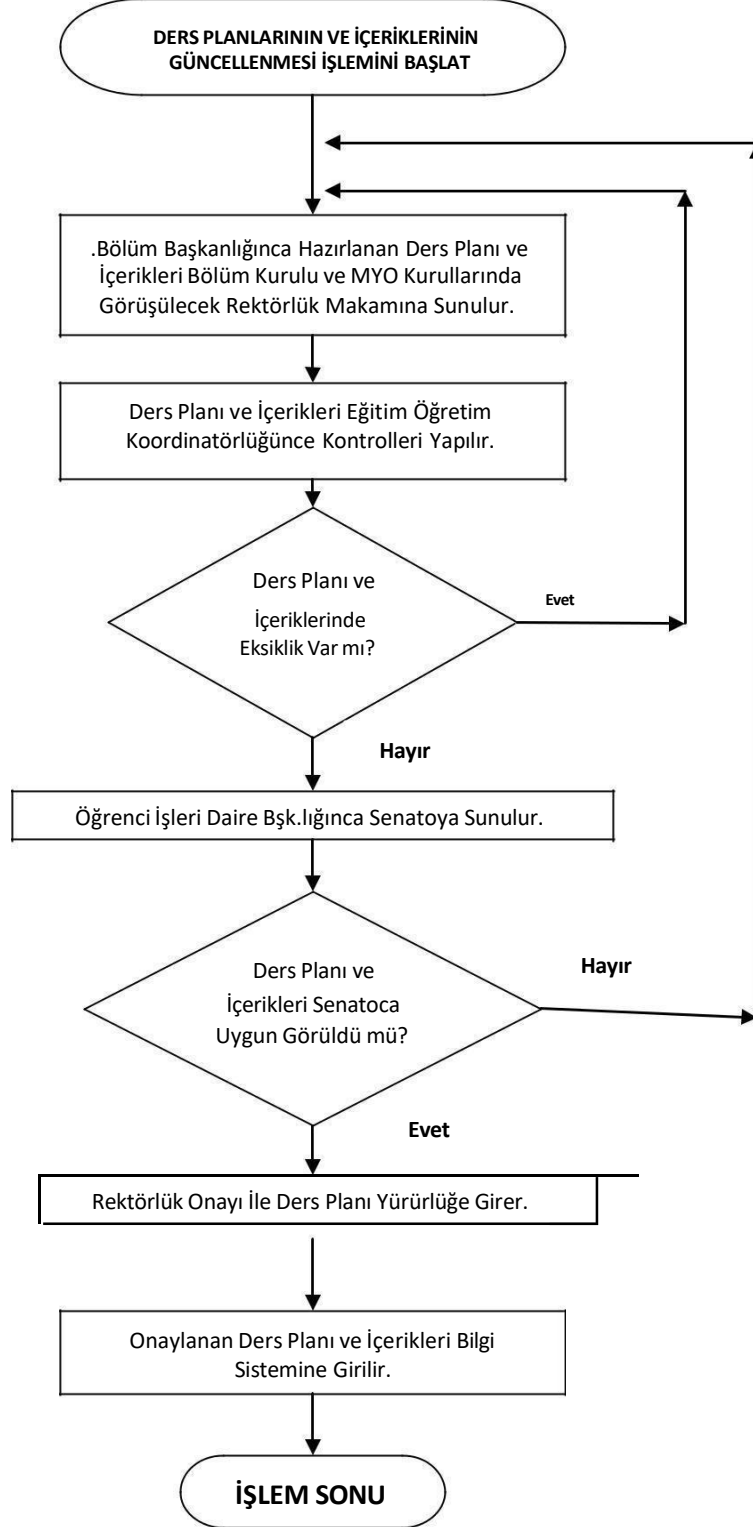 DERS PLANLARININ VE İÇERİKLERİNİN
GÜNCELLENMESİ İŞLEMİNİ BAŞLAT
.Bölüm Başkanlığınca Hazırlanan Ders Planı ve
İçerikleri Bölüm Kurulu ve MYO Kurullarında
Görüşülecek Rektörlük Makamına Sunulur.
Ders Planı ve İçerikleri Eğitim Öğretim
Koordinatörlüğünce Kontrolleri Yapılır.
Ders Planı ve
İçeriklerinde
Eksiklik Var mı?
Evet
Hayır
Öğrenci İşleri Daire Bşk.lığınca Senatoya Sunulur.
Ders Planı ve
İçerikleri Senatoca
Uygun Görüldü mü?
Hayır
Evet
Rektörlük Onayı İle Ders Planı Yürürlüğe Girer.
Onaylanan Ders Planı ve İçerikleri Bilgi
Sistemine Girilir.
İŞLEM SONU